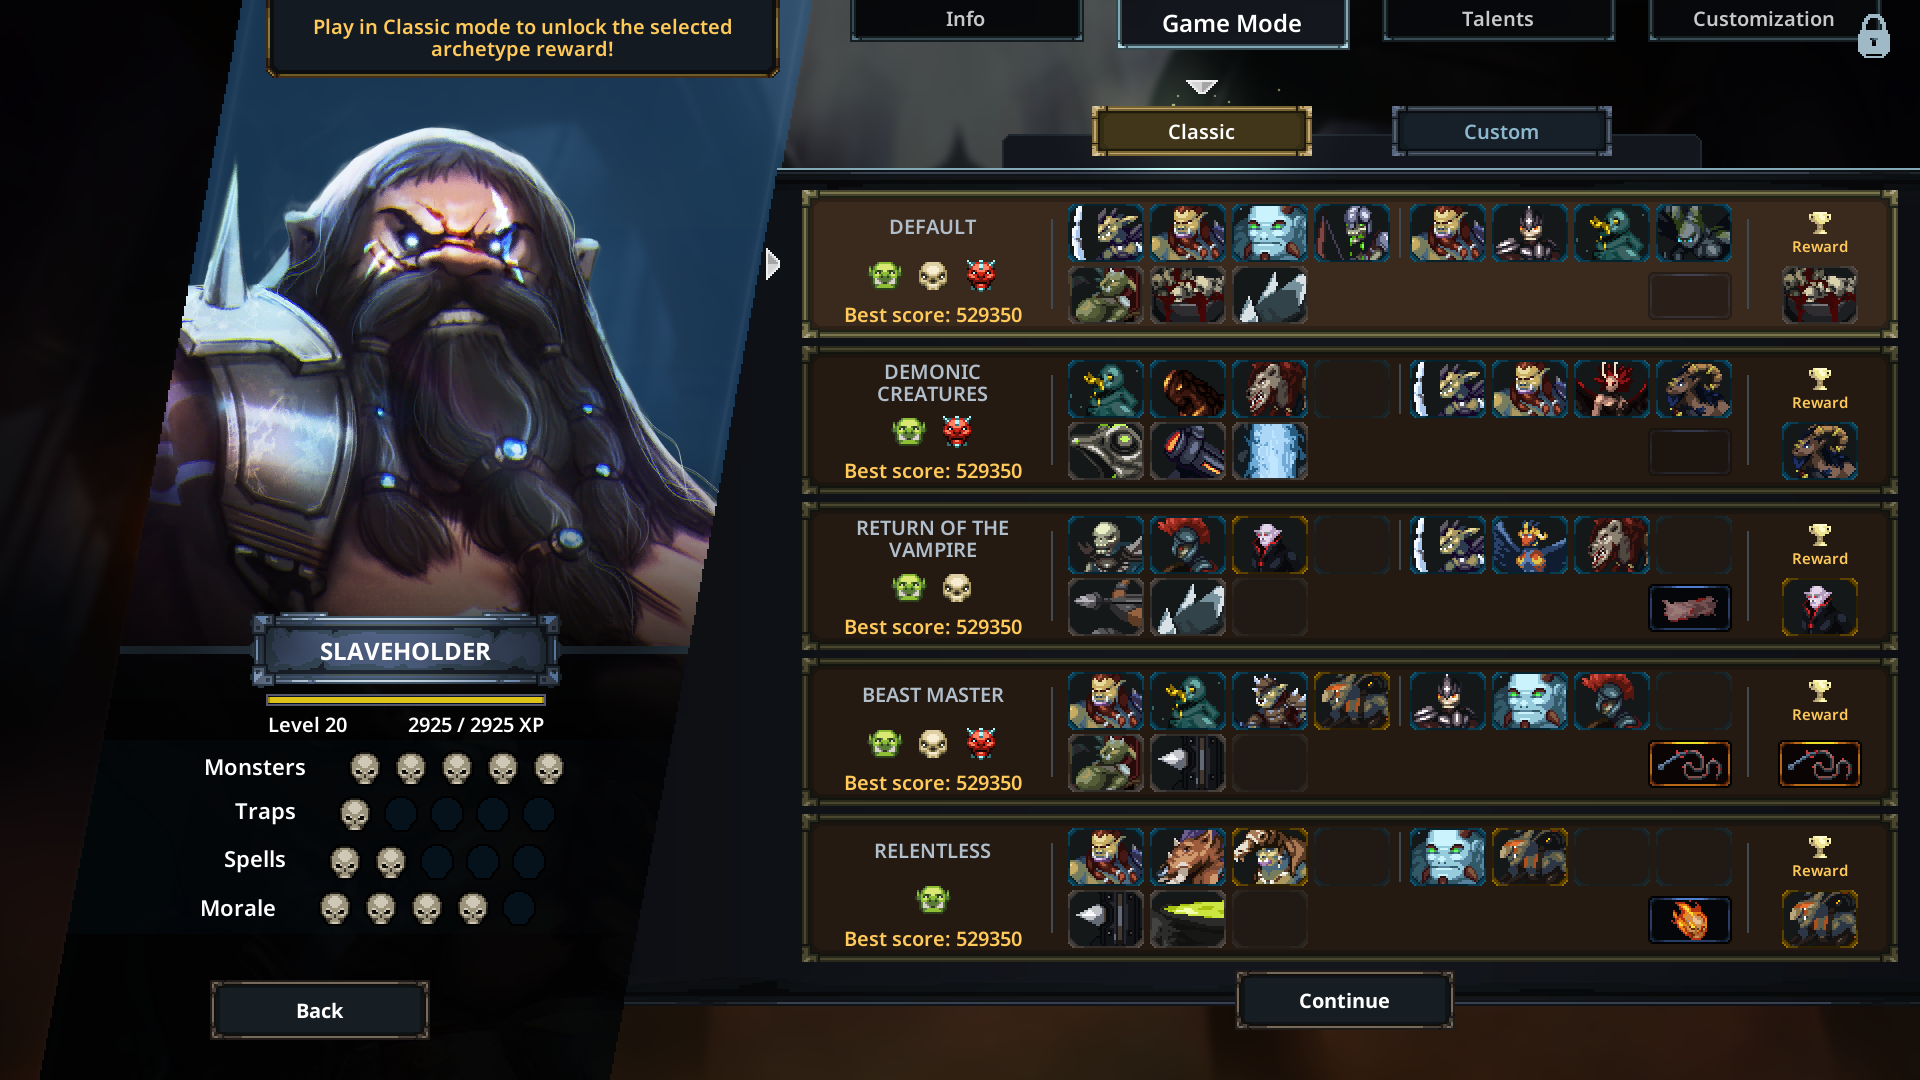 Play in Classic mode to unlock the selected
archetype reward!
Info
Game Mode
Talents
Customization
Classic
Custom
DEFAULT
Best score: 529350
Reward
DEMONIC
CREATURES
Best score: 529350
Reward
RETURN OF THE
VAMPIRE
Best score: 529350
Reward
BEAST MASTER
Best score: 529350
Reward
RELENTLESS
Best score: 529350
Reward
SLAVEHOLDER
Level 20
2925 / 2925 XP
Monsters
Traps
Spells
Morale
Back
Continue